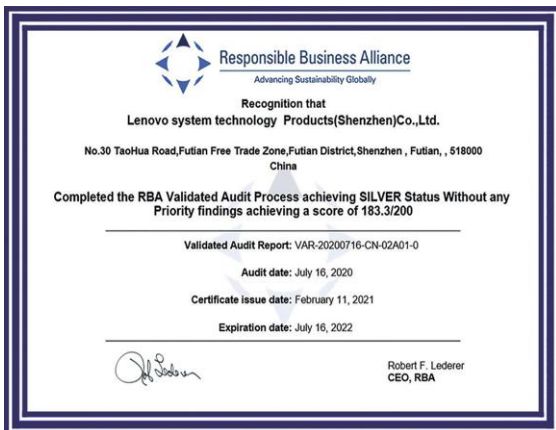 Responsible Business Alliance
Advancing Sustainability Globally
Recognition that
Lenovo system technology Products(Shenzhen)Co.,Ltd.
No.30 TaoHua Road,Futian Free Trade Zone,Futian District,Shenzhen , Futian, , 518000
China
Completed the RBA Validated Audit Process achieving SILVER Status Without any
Priority findings achieving a score of 183.3/200
Validated Audit Report: VAR-20200716-CN-02A01-0
Audit date: July 16, 2020
Certificate issue date: February 11, 2021
Expiration date: July 16, 2022
Robert F. Lederer
CEO, RBA